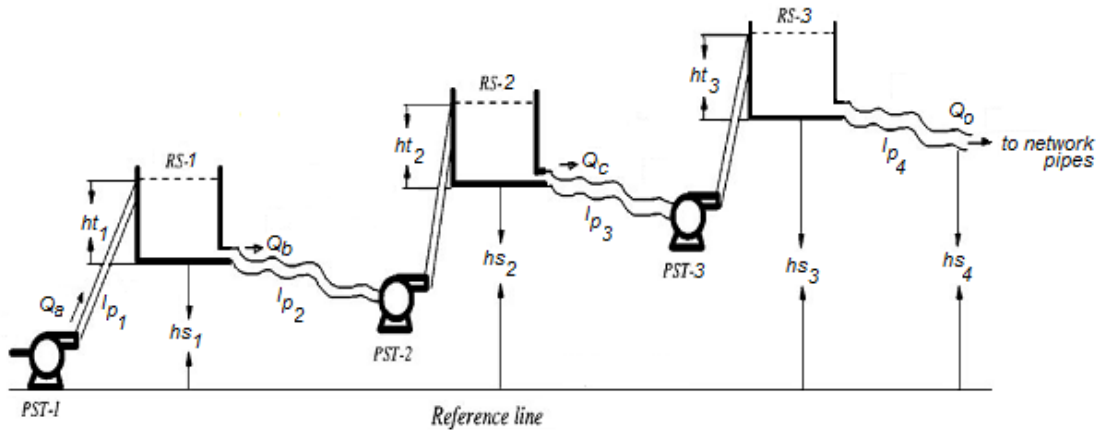 RS-3
ht3
Qo
to network
pipes
lp4
RS-2
ht2
Qc
lp3
PST-3
hs3
hs4
RS-1
ht1
Qb
hs2
Qa
lp1
lp2
hs1
PST-2
PST-1
Reference line